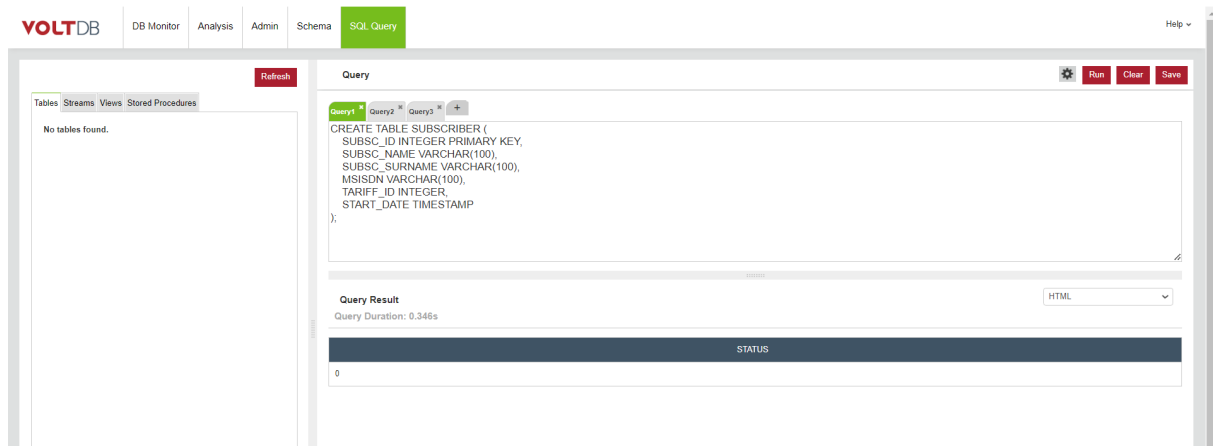 VOLTDB
DB Monitor Analysis Admin Schema SQL Query Help
Refresh
Tables Streams Views Stored Procedures
No tables found.
Query Run Clear Save
Query1 × Query2 × Query3 × +
CREATE TABLE SUBSCRIBER (
SUBSC_ID INTEGER PRIMARY KEY,
SUBSC_NAME VARCHAR(100),
SUBSC_SURNAME VARCHAR(100),
MSISDN VARCHAR(100),
TARIFF_ID INTEGER,
START_DATE TIMESTAMP
);
Query Result HTML
Query Duration: 0.346s
STATUS
0